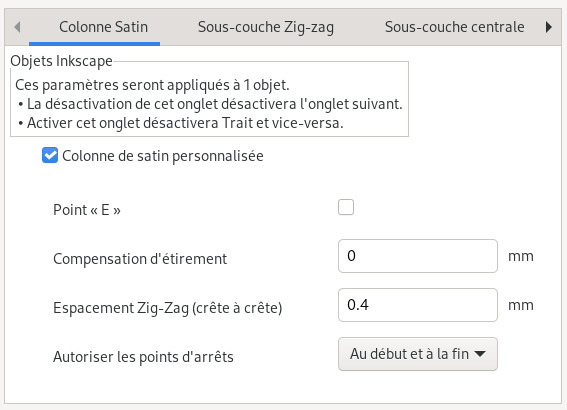 Colonne Satin
Sous-couche Zig-zag
Sous-couche centrale
Objets Inkscape
Ces paramètres seront appliqués à 1 objet.
• La désactivation de cet onglet désactivera l'onglet suivant.
• Activer cet onglet désactivera Trait et vice-versa.
Colonne de satin personnalisée
Point « E »
Compensation d'étirement
0
mm
Espacement Zig-Zag (crête à crête)
0.4
mm
Autoriser les points d'arrêts
Au début et à la fin